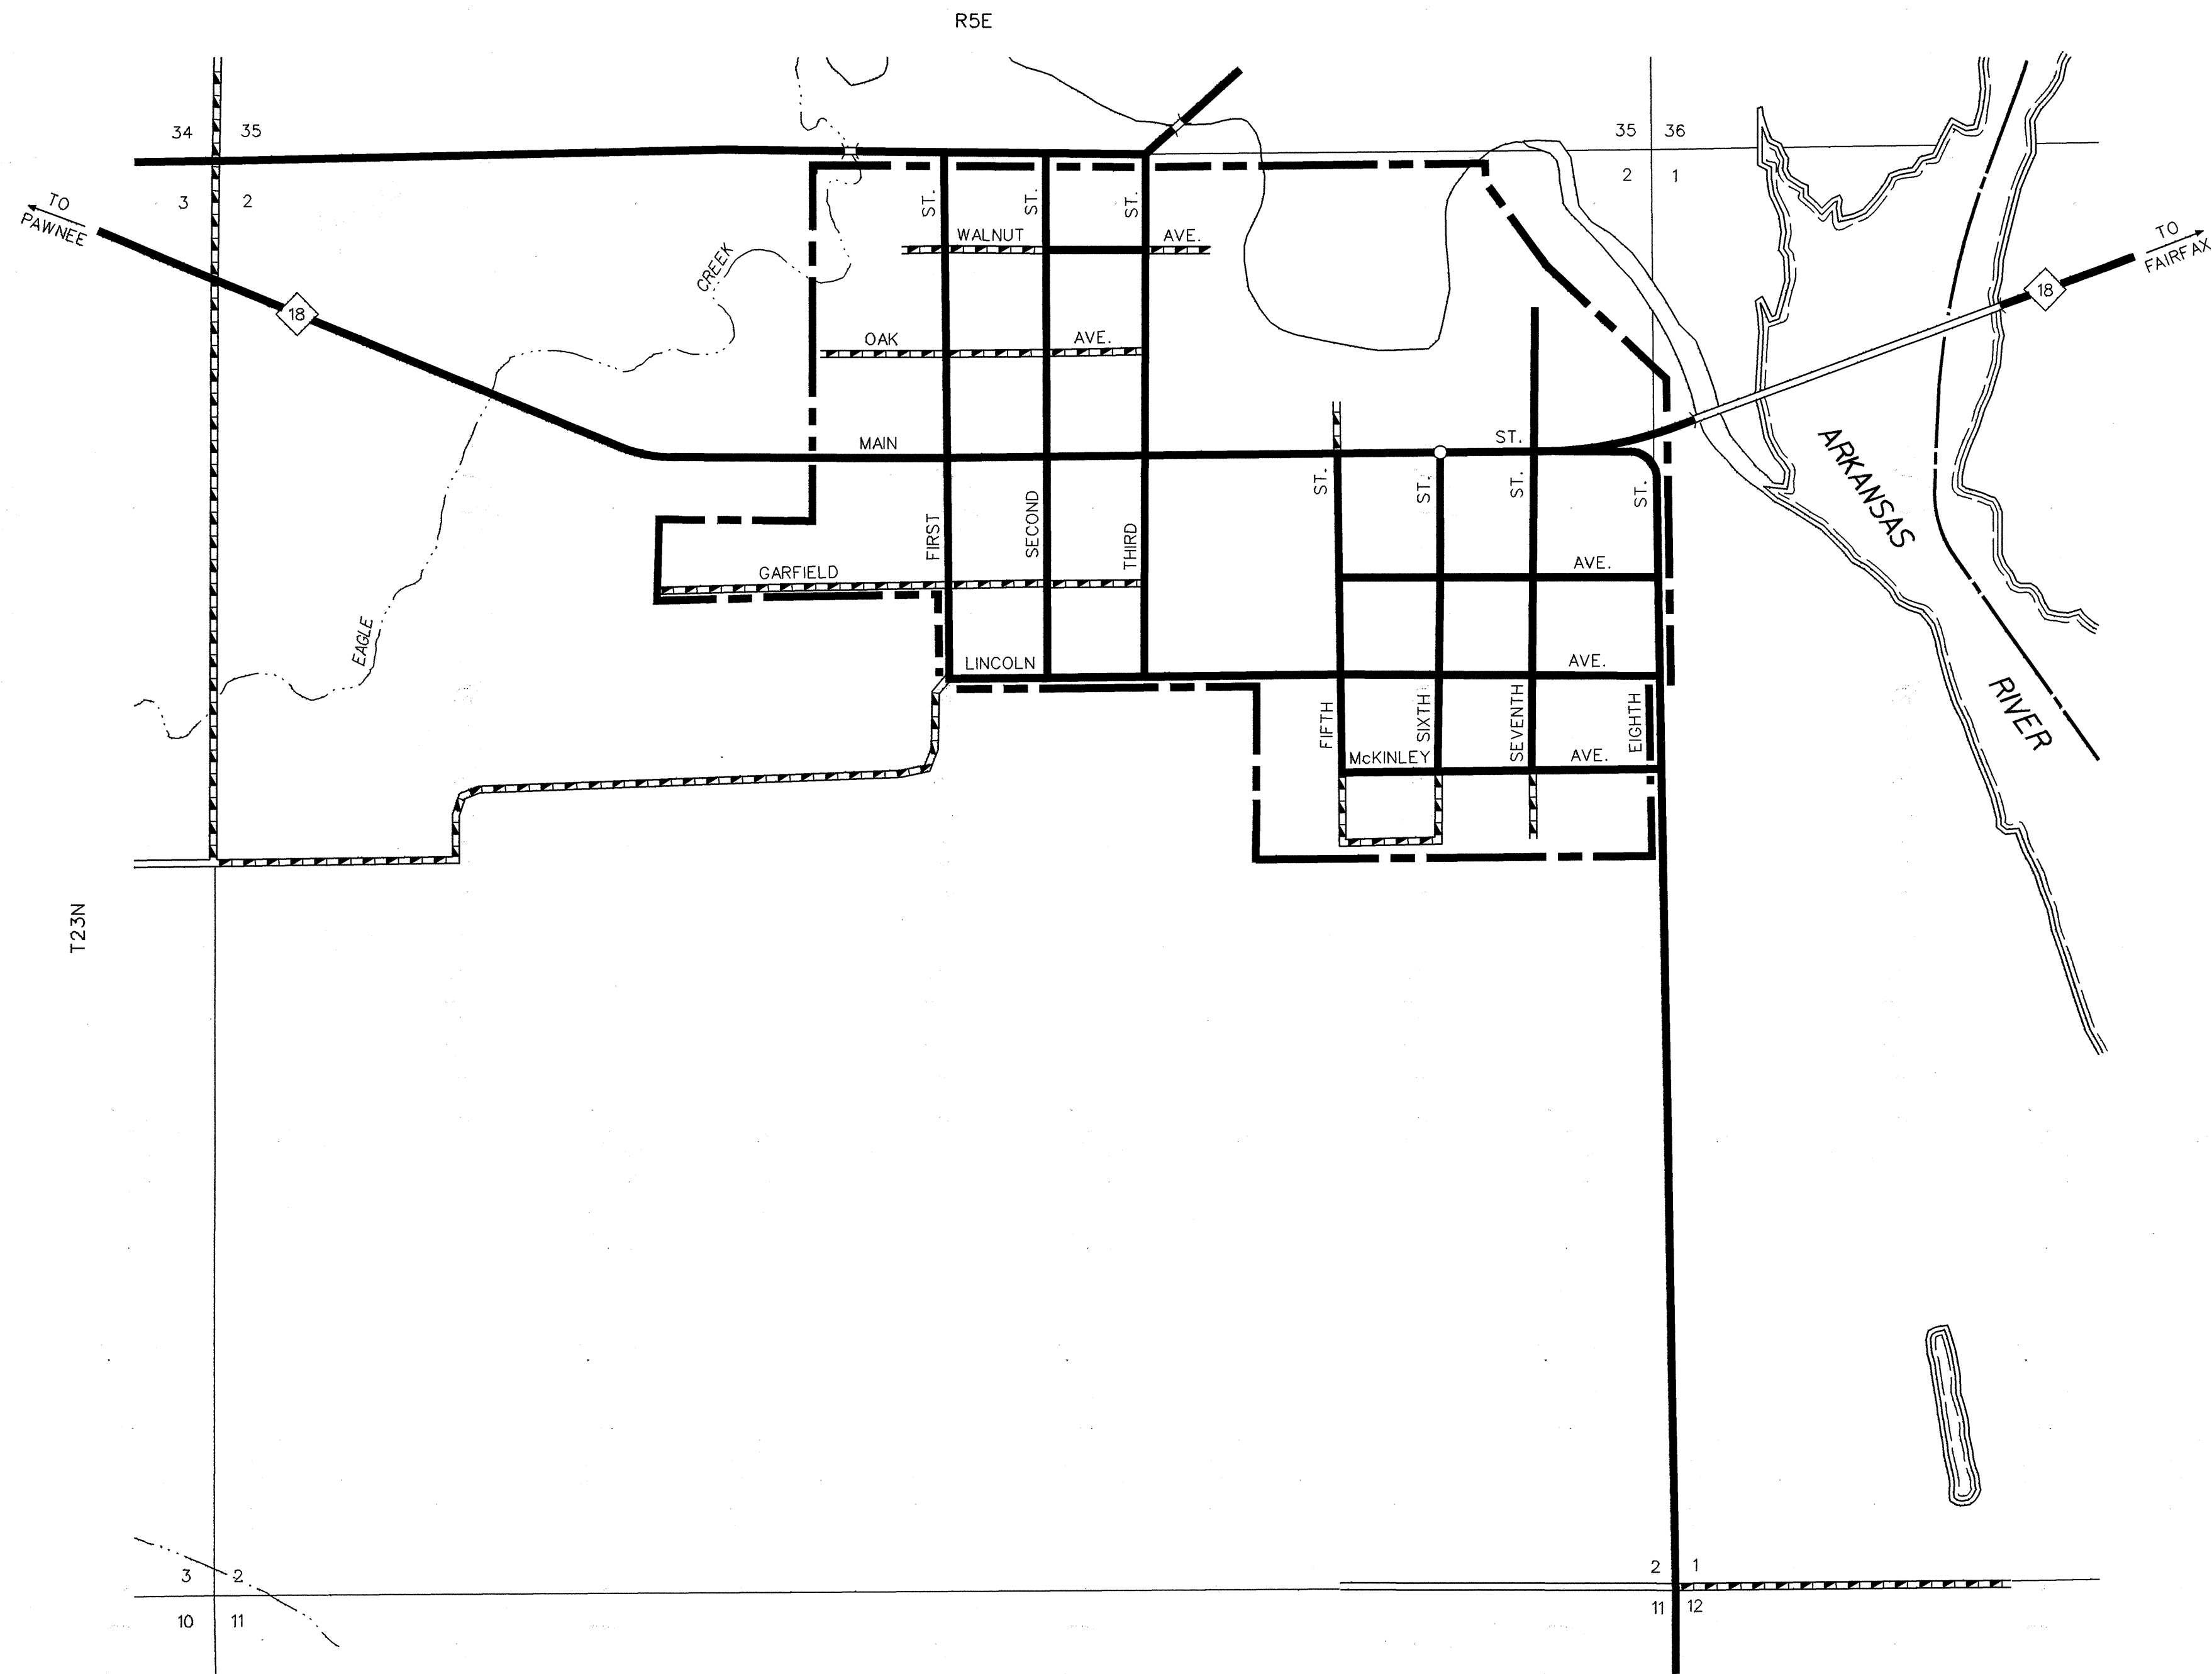 R5E
34 35
35 36
3 2
2 1
TO
PAWNEE
TO
FAIRFAX
18
18
ST.
ST.
ST.
WALNUT AVE.
CREEK
OAK AVE.
MAIN ST.
ST.
ST.
ST.
ST.
ARKANSAS
FIRST
SECOND
THIRD
GARFIELD AVE.
EAGLE
LINCOLN AVE.
RIVER
FIFTH
SIXTH
SEVENTH
EIGHTH
McKINLEY AVE.
T23N
3 2
2 1
10 11
11 12